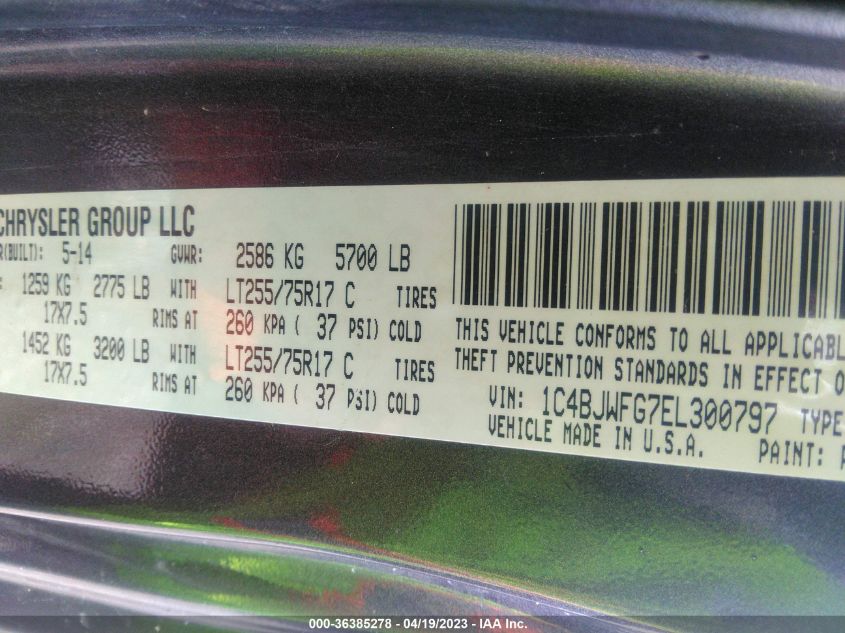 CHRYSLER GROUP LLC
R(BUILT): 5-14 GVWR: 2586 KG 5700 LB
: 1259 KG 2775 LB WITH LT255/75R17 C TIRES
17X7.5 RIMS AT 260 KPA ( 37 PSI) COLD
1452 KG 3200 LB WITH LT255/75R17 C TIRES
17X7.5 RIMS AT 260 KPA ( 37 PSI) COLD
THIS VEHICLE CONFORMS TO ALL APPLICABL
THEFT PREVENTION STANDARDS IN EFFECT O
VIN: 1C4BJWFG7EL300797 TYPE
VEHICLE MADE IN U.S.A. PAINT:
000-36385278 - 04/19/2023 - IAA Inc.